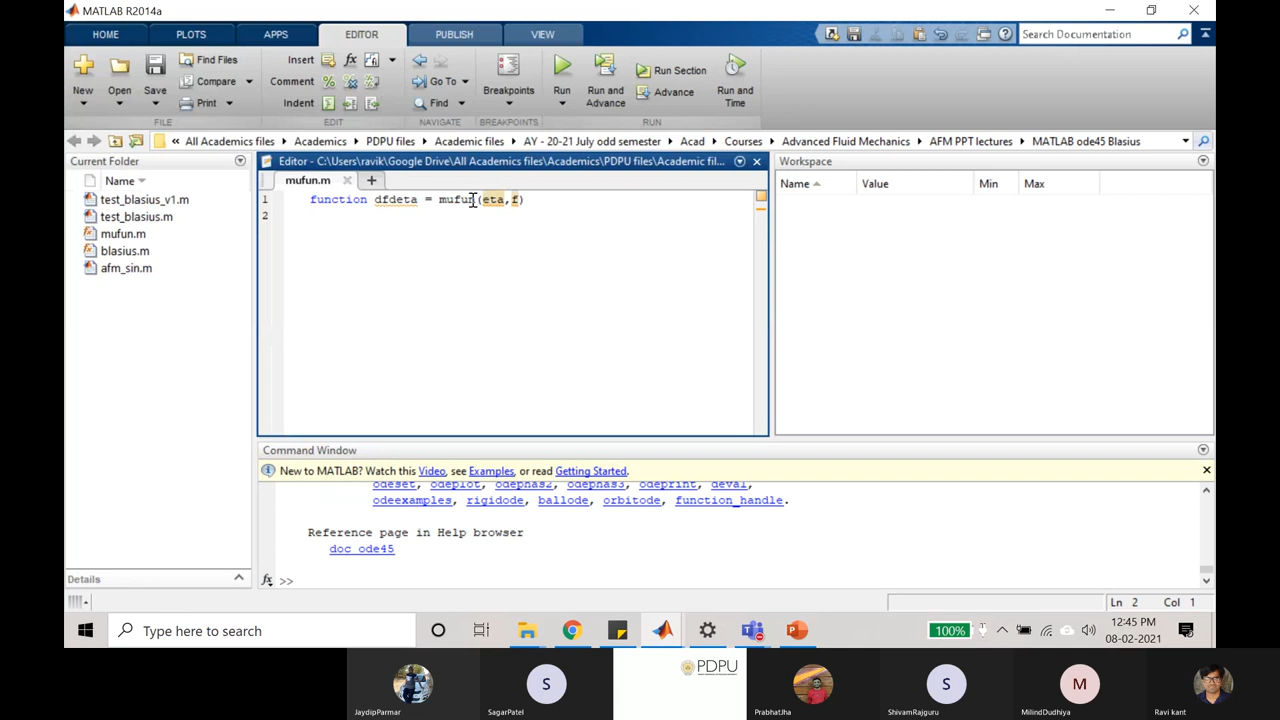 MATLAB R2014a
HOME PLOTS APPS EDITOR PUBLISH VIEW
Search Documentation
New Open Save
Find Files
Compare
Print
FILE
Insert fx
Comment
Indent
EDIT
Go To
Find
NAVIGATE
Breakpoints
BREAKPOINTS
Run
Run and Advance
Run Section
Advance
Run and Time
RUN
« All Academics files ▸ Academics ▸ PDPU files ▸ Academic files ▸ AY - 20-21 July odd semester ▸ Acad ▸ Courses ▸ Advanced Fluid Mechanics ▸ AFM PPT lectures ▸ MATLAB ode45 Blasius
Current Folder
Name
test_blasius_v1.m
test_blasius.m
mufun.m
blasius.m
afm_sin.m
Details
Editor - C:\Users\ravik\Google Drive\All Academics files\Academics\PDPU files\Academic fil...
mufun.m
1 function dfdeta = mufun(eta,f)
2
Workspace
Name Value Min Max
Command Window
New to MATLAB? Watch this Video, see Examples, or read Getting Started.
odeset, odeplot, odephas2, odephas3, odeprint, deval,
odeexamples, rigidode, ballode, orbitode, function_handle.
Reference page in Help browser
doc ode45
fx >>
Ln 2 Col 1
Type here to search
100%
12:45 PM
08-02-2021
PDPU
S S M
JaydipParmar SagarPatel PrabhatJha ShivamRajguru MilindDudhiya Ravi kant